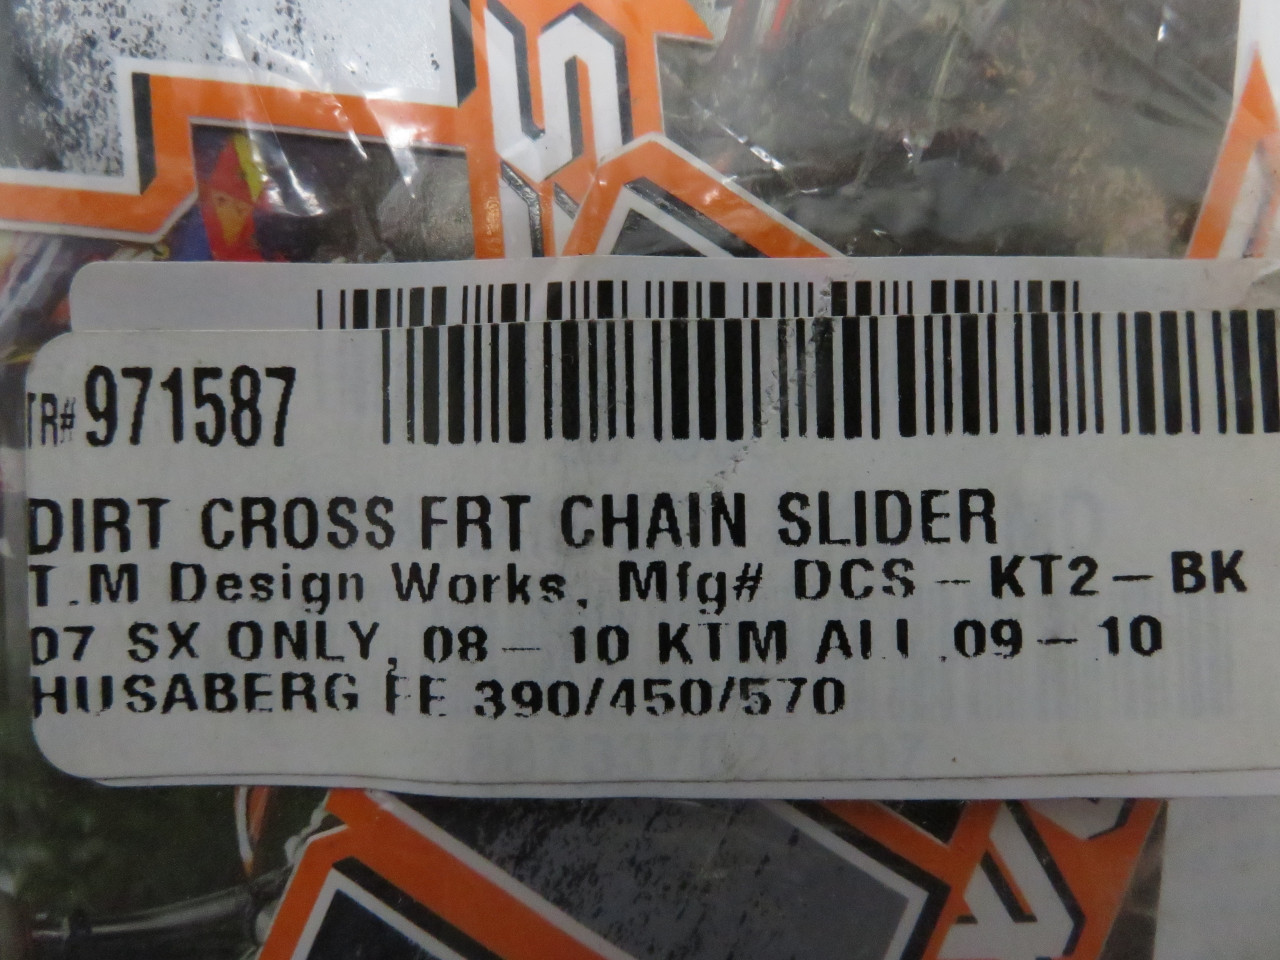 TR# 971587
DIRT CROSS FRT CHAIN SLIDER
T.M Design Works, Mfg# DCS-KT2-BK
07 SX ONLY, 08-10 KTM ALL, 09-10
HUSABERG FE 390/450/570